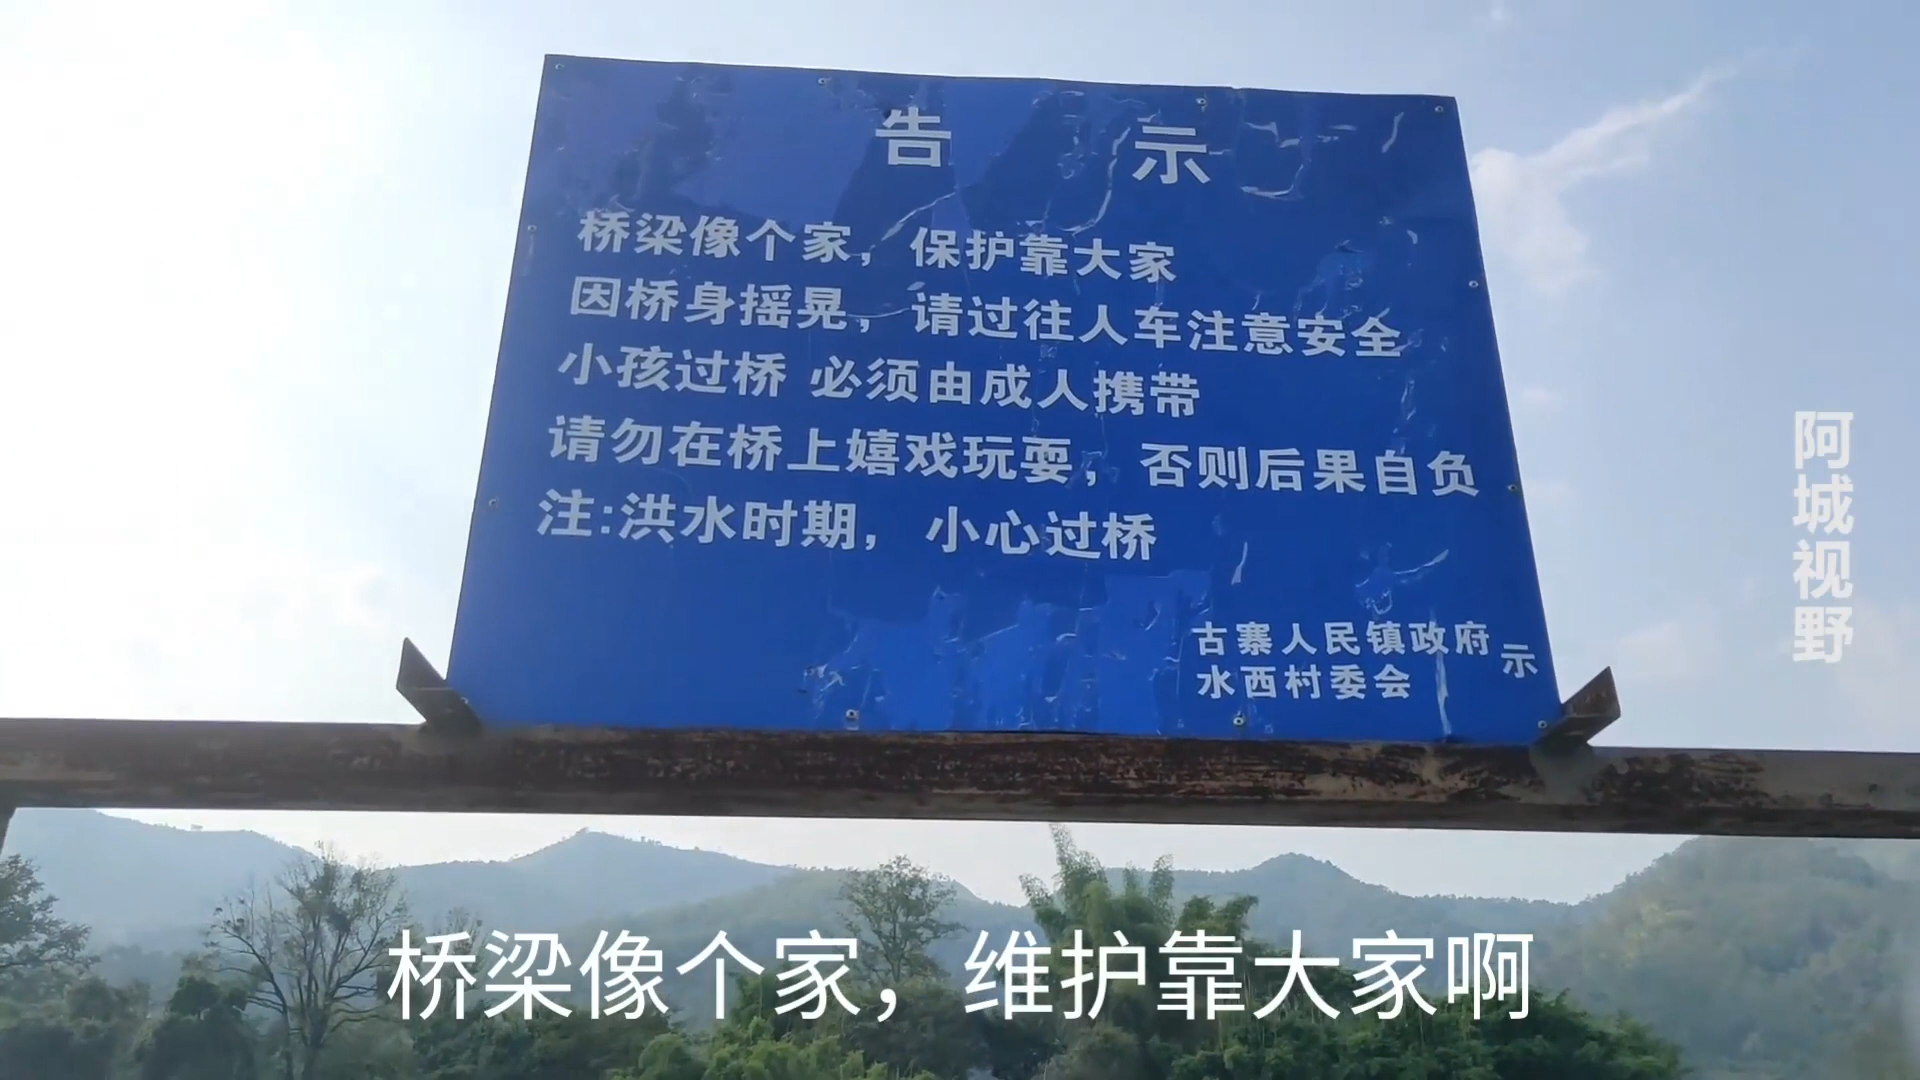 告 示
桥梁像个家，保护靠大家
因桥身摇晃，请过往人车注意安全
小孩过桥 必须由成人携带
请勿在桥上嬉戏玩耍，否则后果自负
注:洪水时期，小心过桥
古寨人民镇政府
水西村委会
示
阿城视野
桥梁像个家，维护靠大家啊